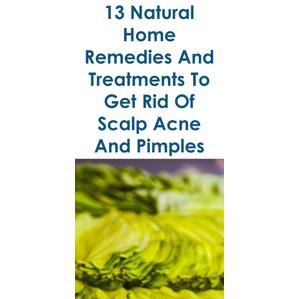 13 Natural
Home
Remedies And
Treatments To
Get Rid Of
Scalp Acne
And Pimples